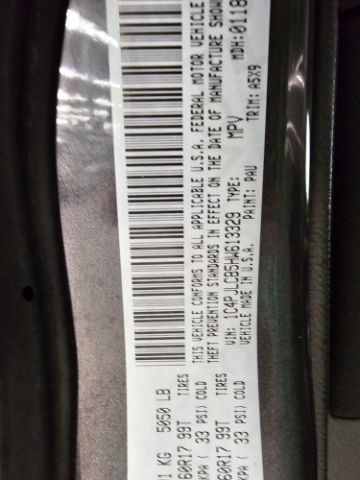 1 KG 5050 LB
60R17 99T TIRES
KPA ( 33 PSI) COLD
60R17 99T TIRES
KPA ( 33 PSI) COLD
THIS VEHICLE CONFORMS TO ALL APPLICABLE U.S.A. FEDERAL MOTOR VEHICLE
THEFT PREVENTION STANDARDS IN EFFECT ON THE DATE OF MANUFACTURE SHOW
VIN: 1C4PJLCB5HW613329 TYPE: MPV MDH: 0118
VEHICLE MADE IN U.S.A. PAINT: PAU TRIM: A5X9